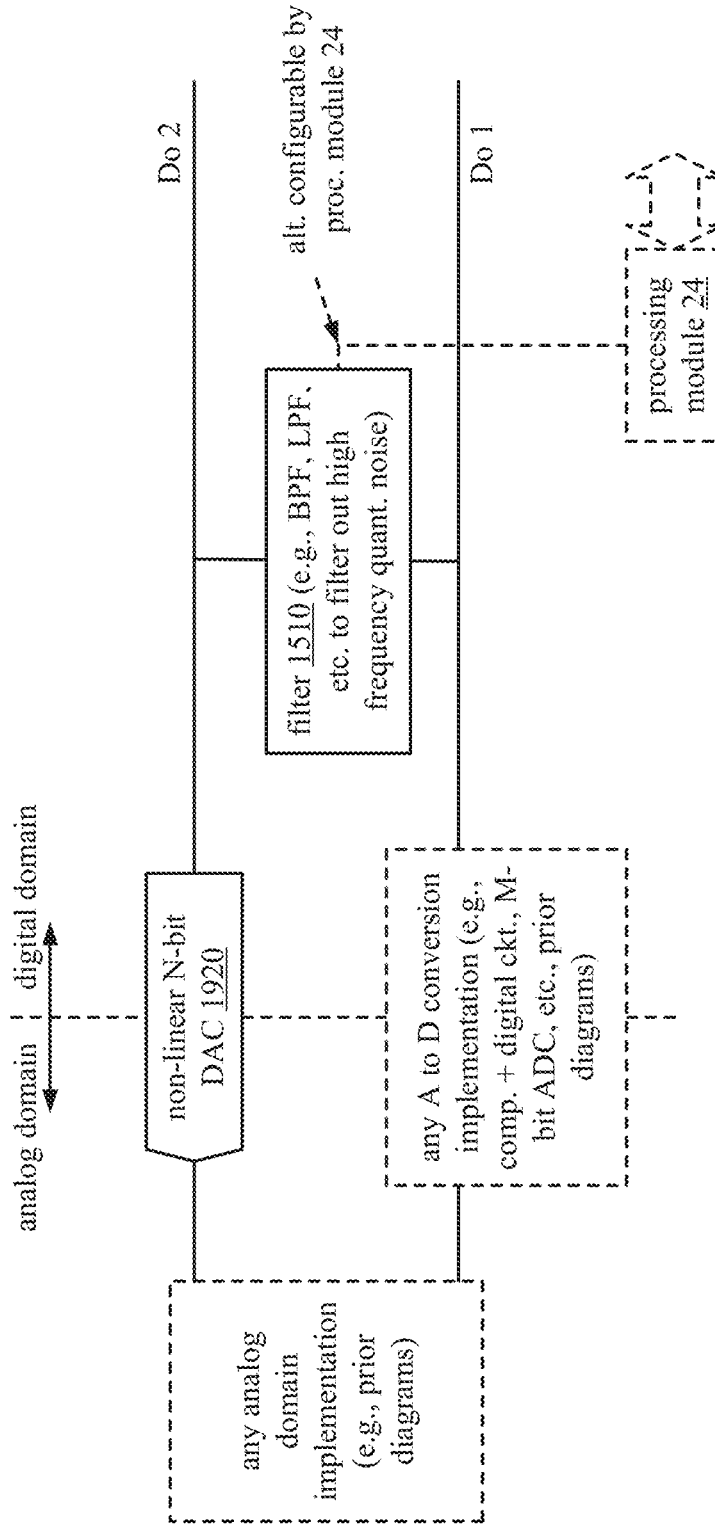 analog domain
digital domain
any analog
domain
implementation
(e.g., prior
diagrams)
non-linear N-bit
DAC 1920
any A to D conversion
implementation (e.g.,
comp. + digital ckt., M-
bit ADC, etc., prior
diagrams)
filter 1510 (e.g., BPF, LPF,
etc. to filter out high
frequency quant. noise)
Do 2
alt. configurable by
proc. module 24
Do 1
processing
module 24